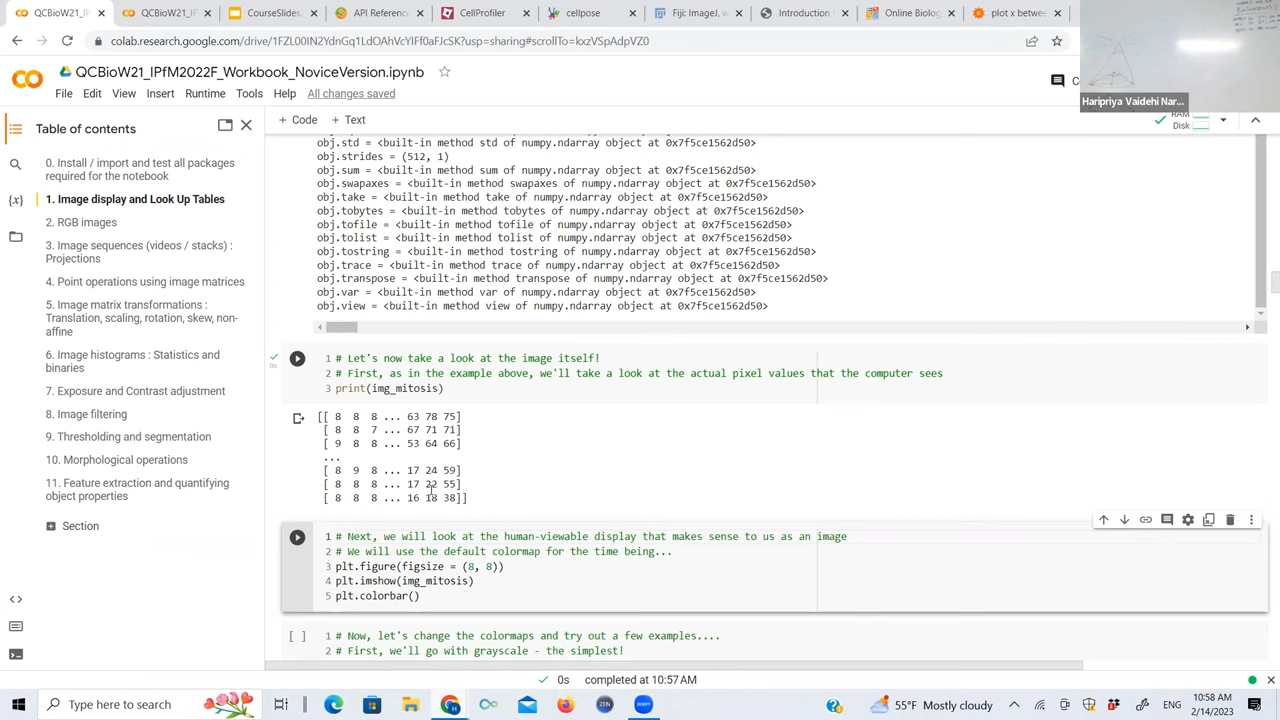 QCBioW21_IPf
QCBioW21_IPf
CourseSlides
API Referenc
CellProfiler
cellpose
Fiji: ImageJ, w
Introduction
Online Biolog
plot x betwee
colab.research.google.com/drive/1FZL00IN2YdnGq1LdOAhVcYIFf0aFJcSK?usp=sharing#scrollTo=kxzVSpAdpVZ0
QCBioW21_IPfM2022F_Workbook_NoviceVersion.ipynb
File Edit View Insert Runtime Tools Help All changes saved
Haripriya Vaidehi Nar...
Table of contents
+ Code + Text
RAM
Disk
0. Install / import and test all packages
required for the notebook
1. Image display and Look Up Tables
2. RGB images
3. Image sequences (videos / stacks) :
Projections
4. Point operations using image matrices
5. Image matrix transformations :
Translation, scaling, rotation, skew, non-
affine
6. Image histograms : Statistics and
binaries
7. Exposure and Contrast adjustment
8. Image filtering
9. Thresholding and segmentation
10. Morphological operations
11. Feature extraction and quantifying
object properties
Section
obj.std = <built-in method std of numpy.ndarray object at 0x7f5ce1562d50>
obj.strides = (512, 1)
obj.sum = <built-in method sum of numpy.ndarray object at 0x7f5ce1562d50>
obj.swapaxes = <built-in method swapaxes of numpy.ndarray object at 0x7f5ce1562d50>
obj.take = <built-in method take of numpy.ndarray object at 0x7f5ce1562d50>
obj.tobytes = <built-in method tobytes of numpy.ndarray object at 0x7f5ce1562d50>
obj.tofile = <built-in method tofile of numpy.ndarray object at 0x7f5ce1562d50>
obj.tolist = <built-in method tolist of numpy.ndarray object at 0x7f5ce1562d50>
obj.tostring = <built-in method tostring of numpy.ndarray object at 0x7f5ce1562d50>
obj.trace = <built-in method trace of numpy.ndarray object at 0x7f5ce1562d50>
obj.transpose = <built-in method transpose of numpy.ndarray object at 0x7f5ce1562d50>
obj.var = <built-in method var of numpy.ndarray object at 0x7f5ce1562d50>
obj.view = <built-in method view of numpy.ndarray object at 0x7f5ce1562d50>
0s
1 # Let's now take a look at the image itself!
2 # First, as in the example above, we'll take a look at the actual pixel values that the computer sees
3 print(img_mitosis)
[[ 8 8 8 ... 63 78 75]
[ 8 8 7 ... 67 71 71]
[ 9 8 8 ... 53 64 66]
...
[ 8 9 8 ... 17 24 59]
[ 8 8 8 ... 17 22 55]
[ 8 8 8 ... 16 18 38]]
1 # Next, we will look at the human-viewable display that makes sense to us as an image
2 # We will use the default colormap for the time being...
3 plt.figure(figsize = (8, 8))
4 plt.imshow(img_mitosis)
5 plt.colorbar()
[ ] 1 # Now, let's change the colormaps and try out a few examples....
2 # First, we'll go with grayscale - the simplest!
0s completed at 10:57 AM
Type here to search
ZEN
zoom
55°F Mostly cloudy
ENG
10:58 AM
2/14/2023